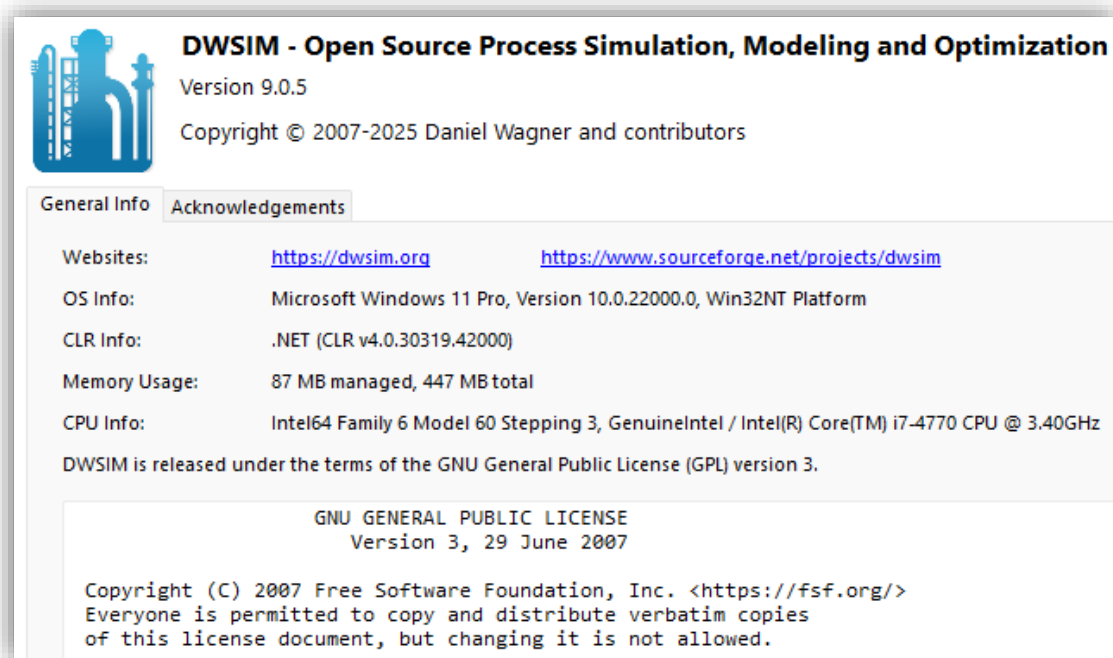 DWSIM - Open Source Process Simulation, Modeling and Optimization
Version 9.0.5
Copyright © 2007-2025 Daniel Wagner and contributors
General Info Acknowledgements
Websites: https://dwsim.org https://www.sourceforge.net/projects/dwsim
OS Info: Microsoft Windows 11 Pro, Version 10.0.22000.0, Win32NT Platform
CLR Info: .NET (CLR v4.0.30319.42000)
Memory Usage: 87 MB managed, 447 MB total
CPU Info: Intel64 Family 6 Model 60 Stepping 3, GenuineIntel / Intel(R) Core(TM) i7-4770 CPU @ 3.40GHz
DWSIM is released under the terms of the GNU General Public License (GPL) version 3.
GNU GENERAL PUBLIC LICENSE
Version 3, 29 June 2007
Copyright (C) 2007 Free Software Foundation, Inc. <https://fsf.org/>
Everyone is permitted to copy and distribute verbatim copies
of this license document, but changing it is not allowed.